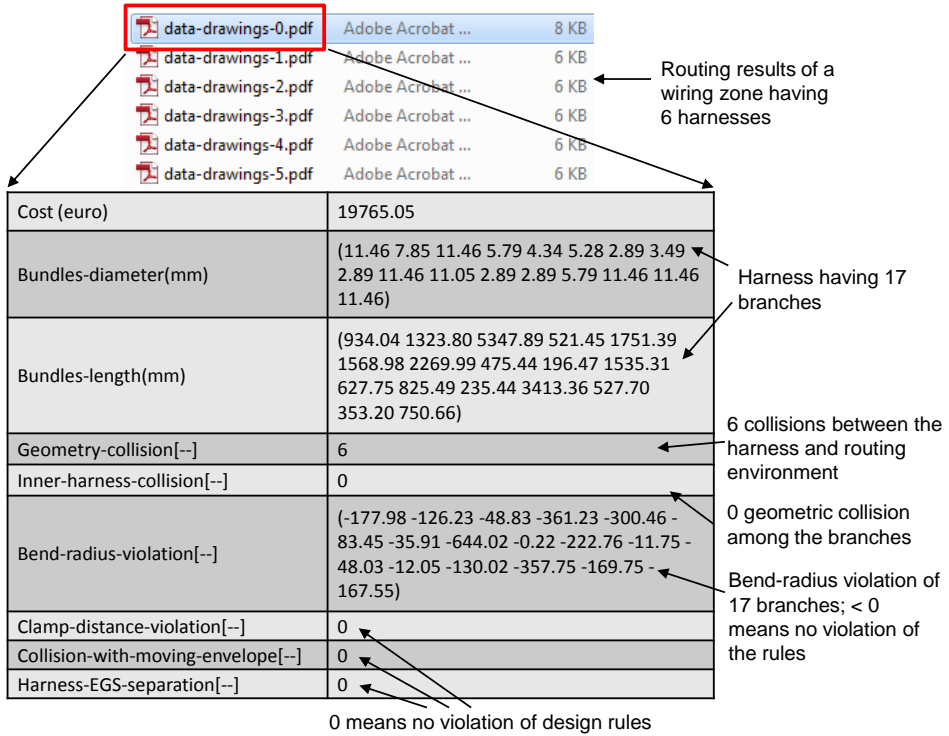 data-drawings-0.pdf Adobe Acrobat ... 8 KB
data-drawings-1.pdf Adobe Acrobat ... 6 KB
data-drawings-2.pdf Adobe Acrobat ... 6 KB
data-drawings-3.pdf Adobe Acrobat ... 6 KB
data-drawings-4.pdf Adobe Acrobat ... 6 KB
data-drawings-5.pdf Adobe Acrobat ... 6 KB
Routing results of a
wiring zone having
6 harnesses
Cost (euro) 19765.05
Bundles-diameter(mm)
(11.46 7.85 11.46 5.79 4.34 5.28 2.89 3.49
2.89 11.46 11.05 2.89 2.89 5.79 11.46 11.46
11.46)
Harness having 17
branches
Bundles-length(mm)
(934.04 1323.80 5347.89 521.45 1751.39
1568.98 2269.99 475.44 196.47 1535.31
627.75 825.49 235.44 3413.36 527.70
353.20 750.66)
Geometry-collision[--] 6
6 collisions between the
harness and routing
environment
Inner-harness-collision[--] 0
0 geometric collision
among the branches
Bend-radius-violation[--]
(-177.98 -126.23 -48.83 -361.23 -300.46 -
83.45 -35.91 -644.02 -0.22 -222.76 -11.75 -
48.03 -12.05 -130.02 -357.75 -169.75 -
167.55)
Bend-radius violation of
17 branches; < 0
means no violation of
the rules
Clamp-distance-violation[--] 0
Collision-with-moving-envelope[--] 0
Harness-EGS-separation[--] 0
0 means no violation of design rules